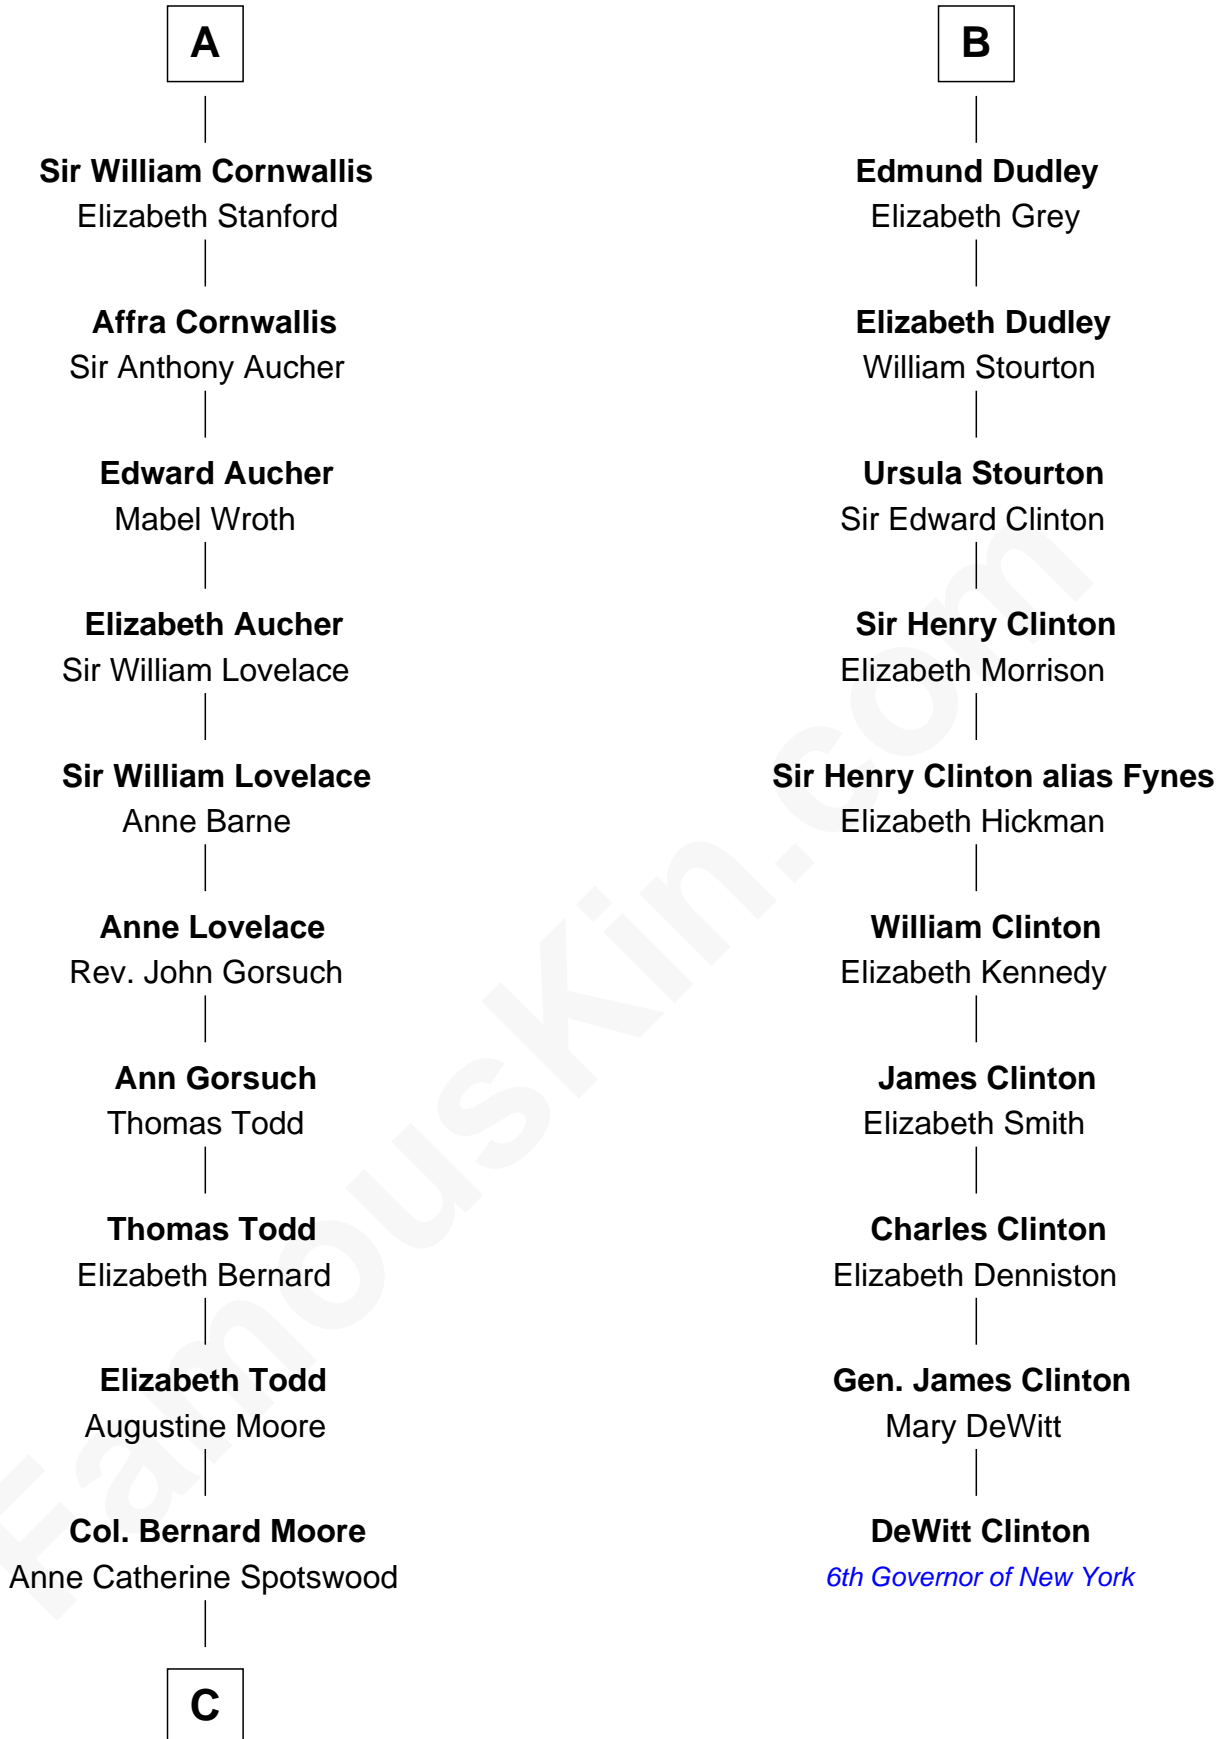 A
Sir William Cornwallis
Elizabeth Stanford
Affra Cornwallis
Sir Anthony Aucher
Edward Aucher
Mabel Wroth
Elizabeth Aucher
Sir William Lovelace
Sir William Lovelace
Anne Barne
Anne Lovelace
Rev. John Gorsuch
Ann Gorsuch
Thomas Todd
Thomas Todd
Elizabeth Bernard
Elizabeth Todd
Augustine Moore
Col. Bernard Moore
Anne Catherine Spotswood
C
B
Edmund Dudley
Elizabeth Grey
Elizabeth Dudley
William Stourton
Ursula Stourton
Sir Edward Clinton
Sir Henry Clinton
Elizabeth Morrison
Sir Henry Clinton alias Fynes
Elizabeth Hickman
William Clinton
Elizabeth Kennedy
James Clinton
Elizabeth Smith
Charles Clinton
Elizabeth Denniston
Gen. James Clinton
Mary DeWitt
DeWitt Clinton
6th Governor of New York
FamousKin.com